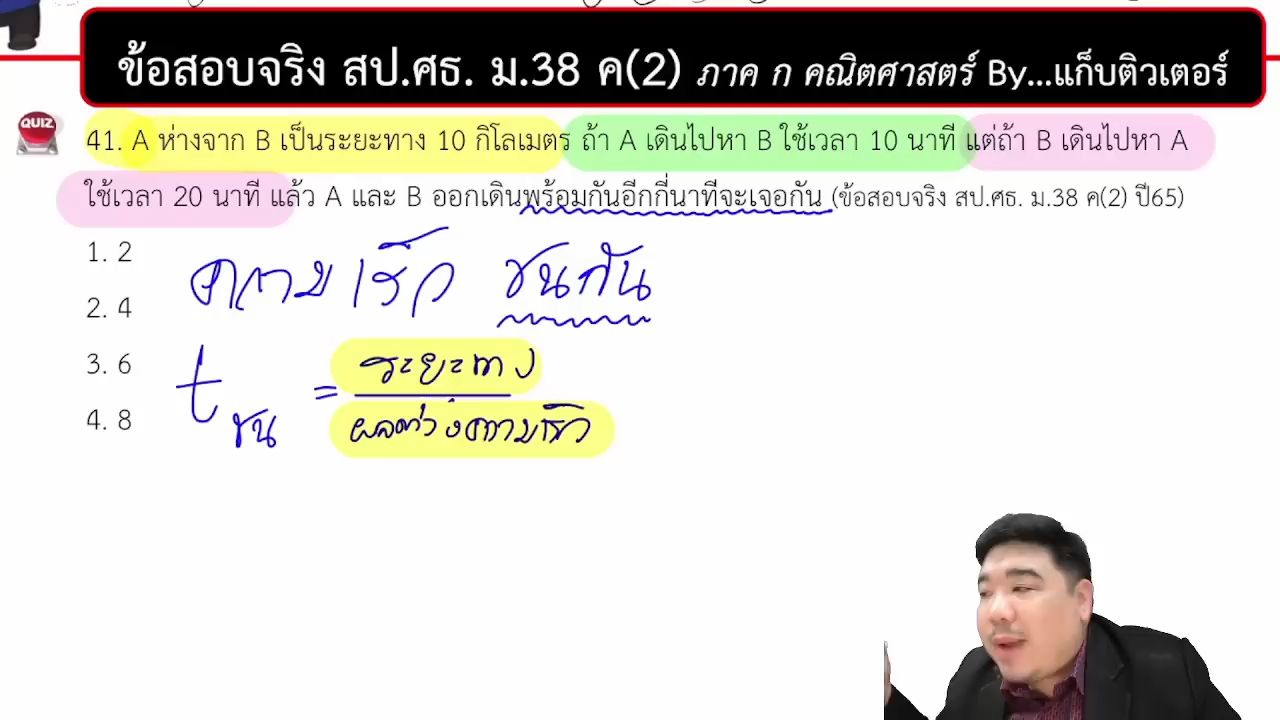 ข้อสอบจริง สป.ศธ. ม.38 ค(2) ภาค ก คณิตศาสตร์ By...แก็บติวเตอร์
QUIZ
41. A ห่างจาก B เป็นระยะทาง 10 กิโลเมตร ถ้า A เดินไปหา B ใช้เวลา 10 นาที แต่ถ้า B เดินไปหา A
ใช้เวลา 20 นาที แล้ว A และ B ออกเดินพร้อมกันอีกกี่นาทีจะเจอกัน (ข้อสอบจริง สป.ศธ. ม.38 ค(2) ปี65)
1. 2
2. 4
3. 6
4. 8
ความเร็ว ชนกัน
t ชน = ระยะทาง
ผลต่างความเร็ว